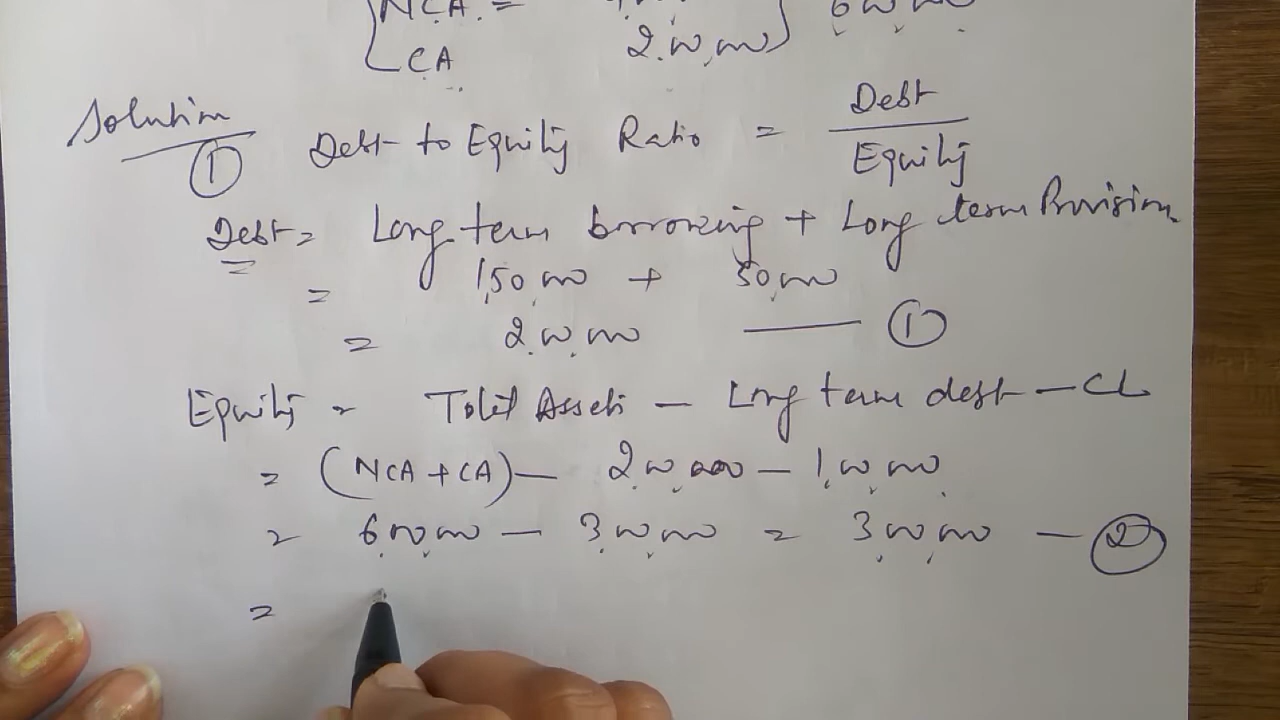 NCA =
CA 2,00,000
Solution
① Debt to Equity Ratio = Debt / Equity
Debt = Long term borrowing + Long term Provision
= 1,50,000 + 50,000
= 2,00,000 — ①
Equity = Total Assets — Long term debt — CL
= (NCA + CA) — 2,00,000 — 1,00,000
= 6,00,000 — 3,00,000 = 3,00,000 — ②
=